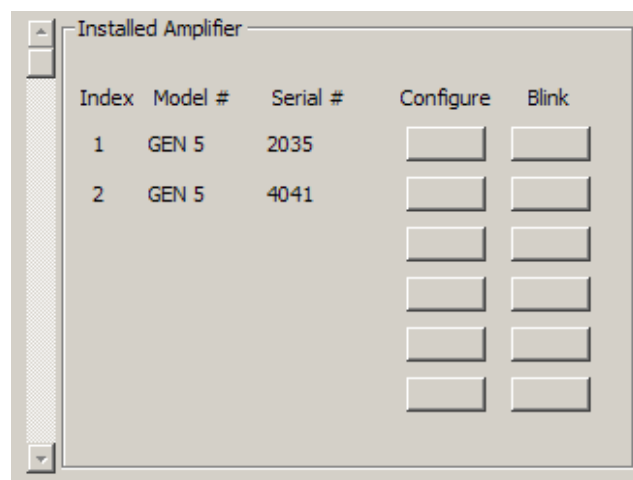 Installed Amplifier
Index Model # Serial # Configure Blink
1 GEN 5 2035
2 GEN 5 4041